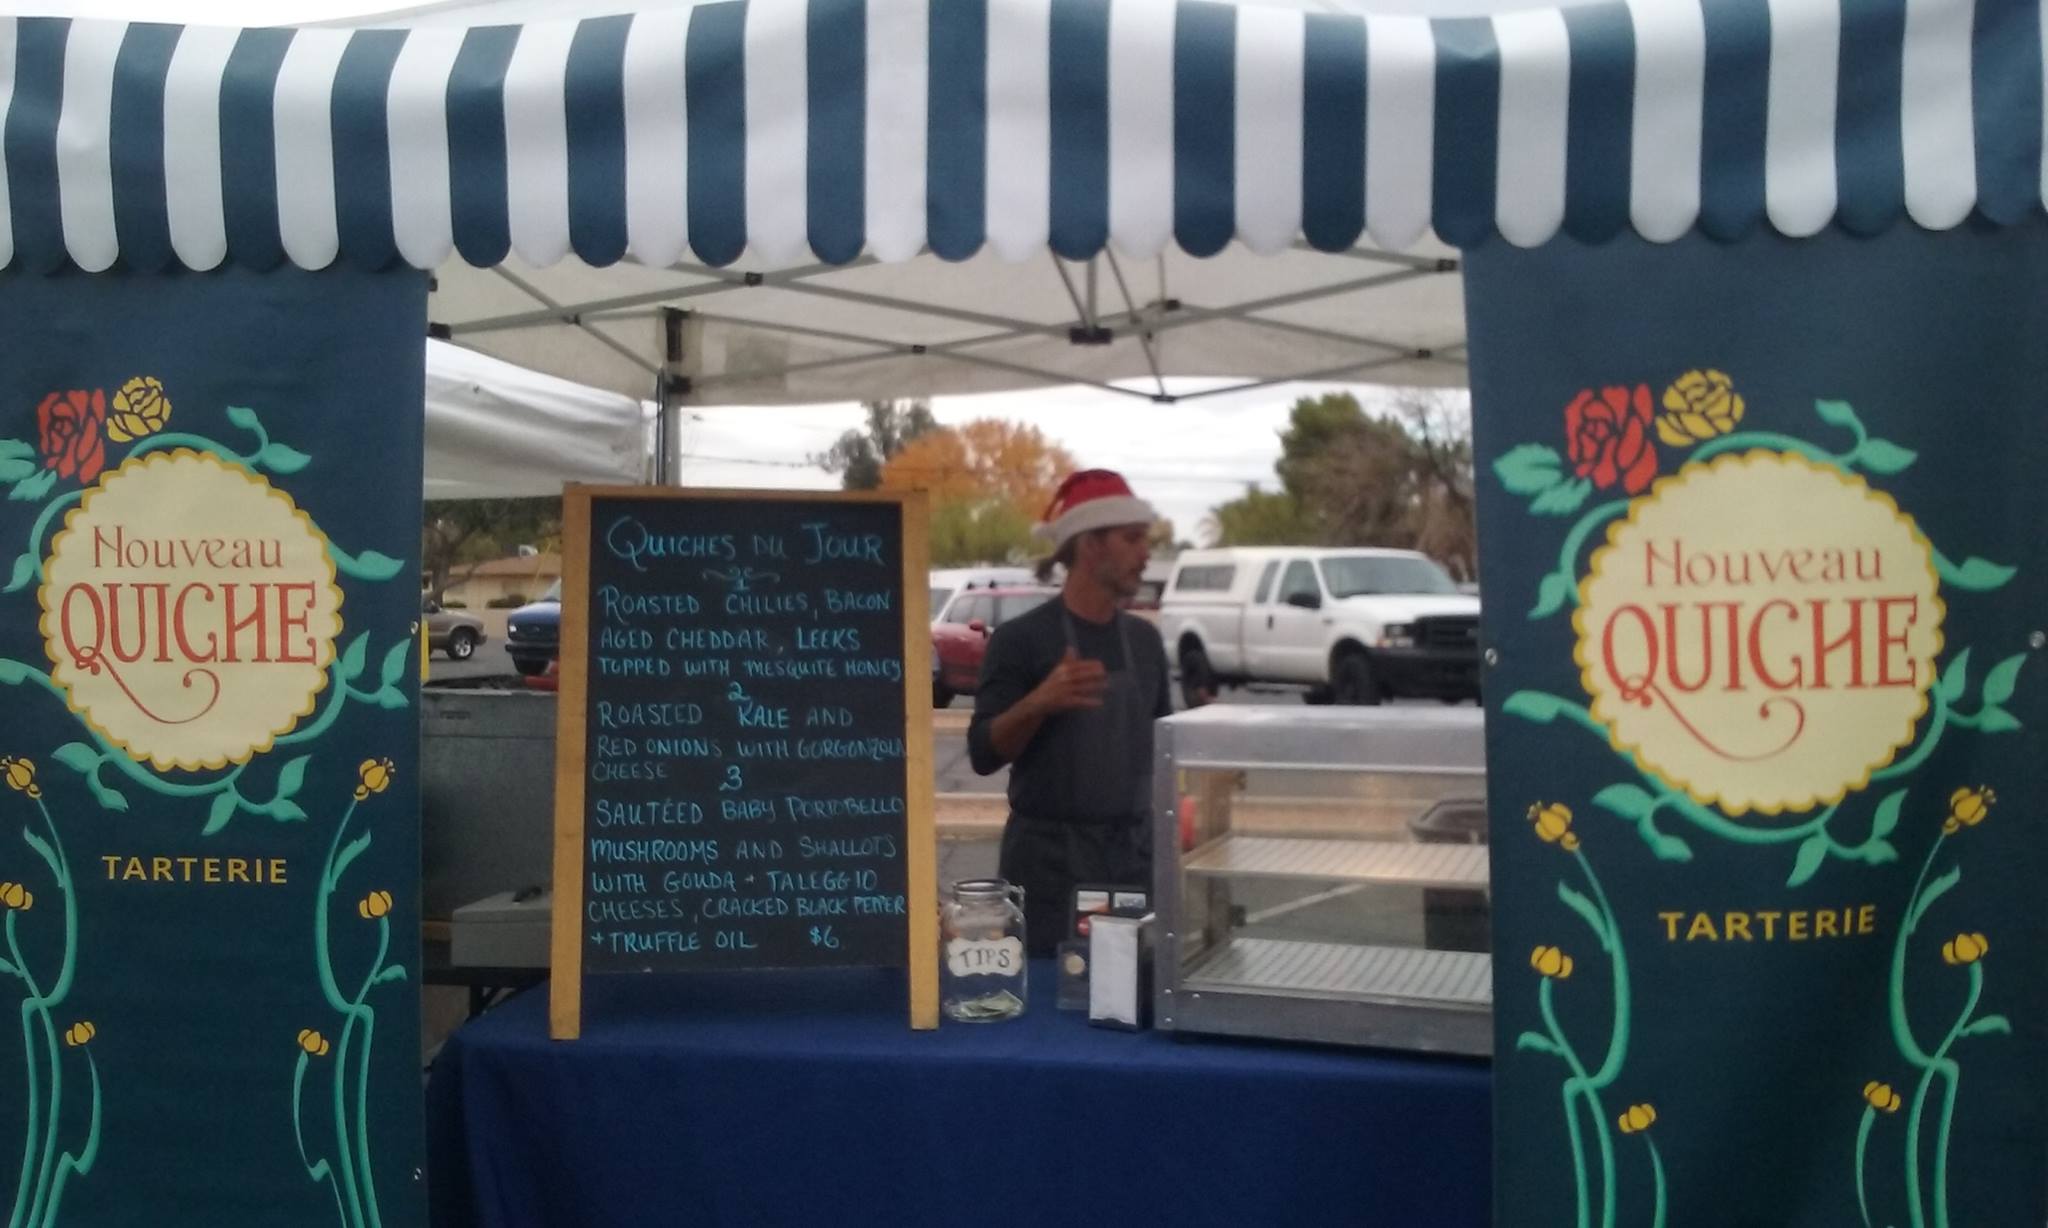 Nouveau
QUICHE
TARTERIE
QUICHES DU JOUR
1
ROASTED CHILIES, BACON
AGED CHEDDAR, LEEKS
TOPPED WITH MESQUITE HONEY
2
ROASTED KALE AND
RED ONIONS WITH GORGONZOLA
CHEESE
3
SAUTÉED BABY PORTOBELLO
MUSHROOMS AND SHALLOTS
WITH GOUDA + TALEGGIO
CHEESES, CRACKED BLACK PEPPER
+ TRUFFLE OIL $6
TIPS
Nouveau
QUICHE
TARTERIE